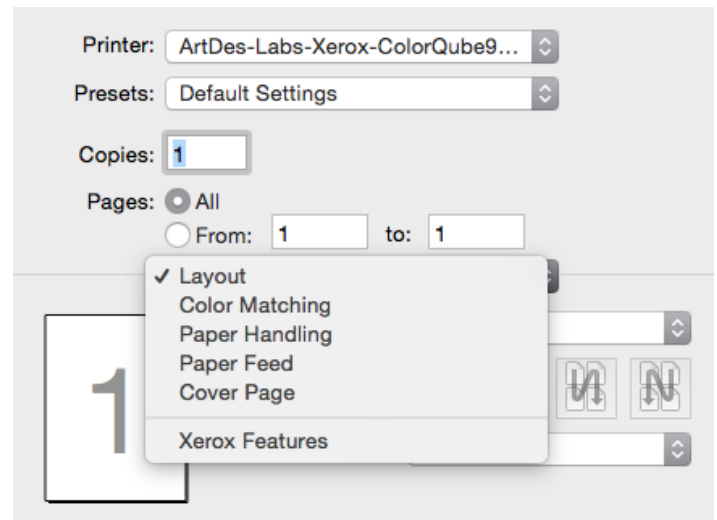 Printer: ArtDes-Labs-Xerox-ColorQube9...
Presets: Default Settings
Copies: 1
Pages: All
From: 1 to: 1
✓ Layout
Color Matching
Paper Handling
Paper Feed
Cover Page
Xerox Features
1